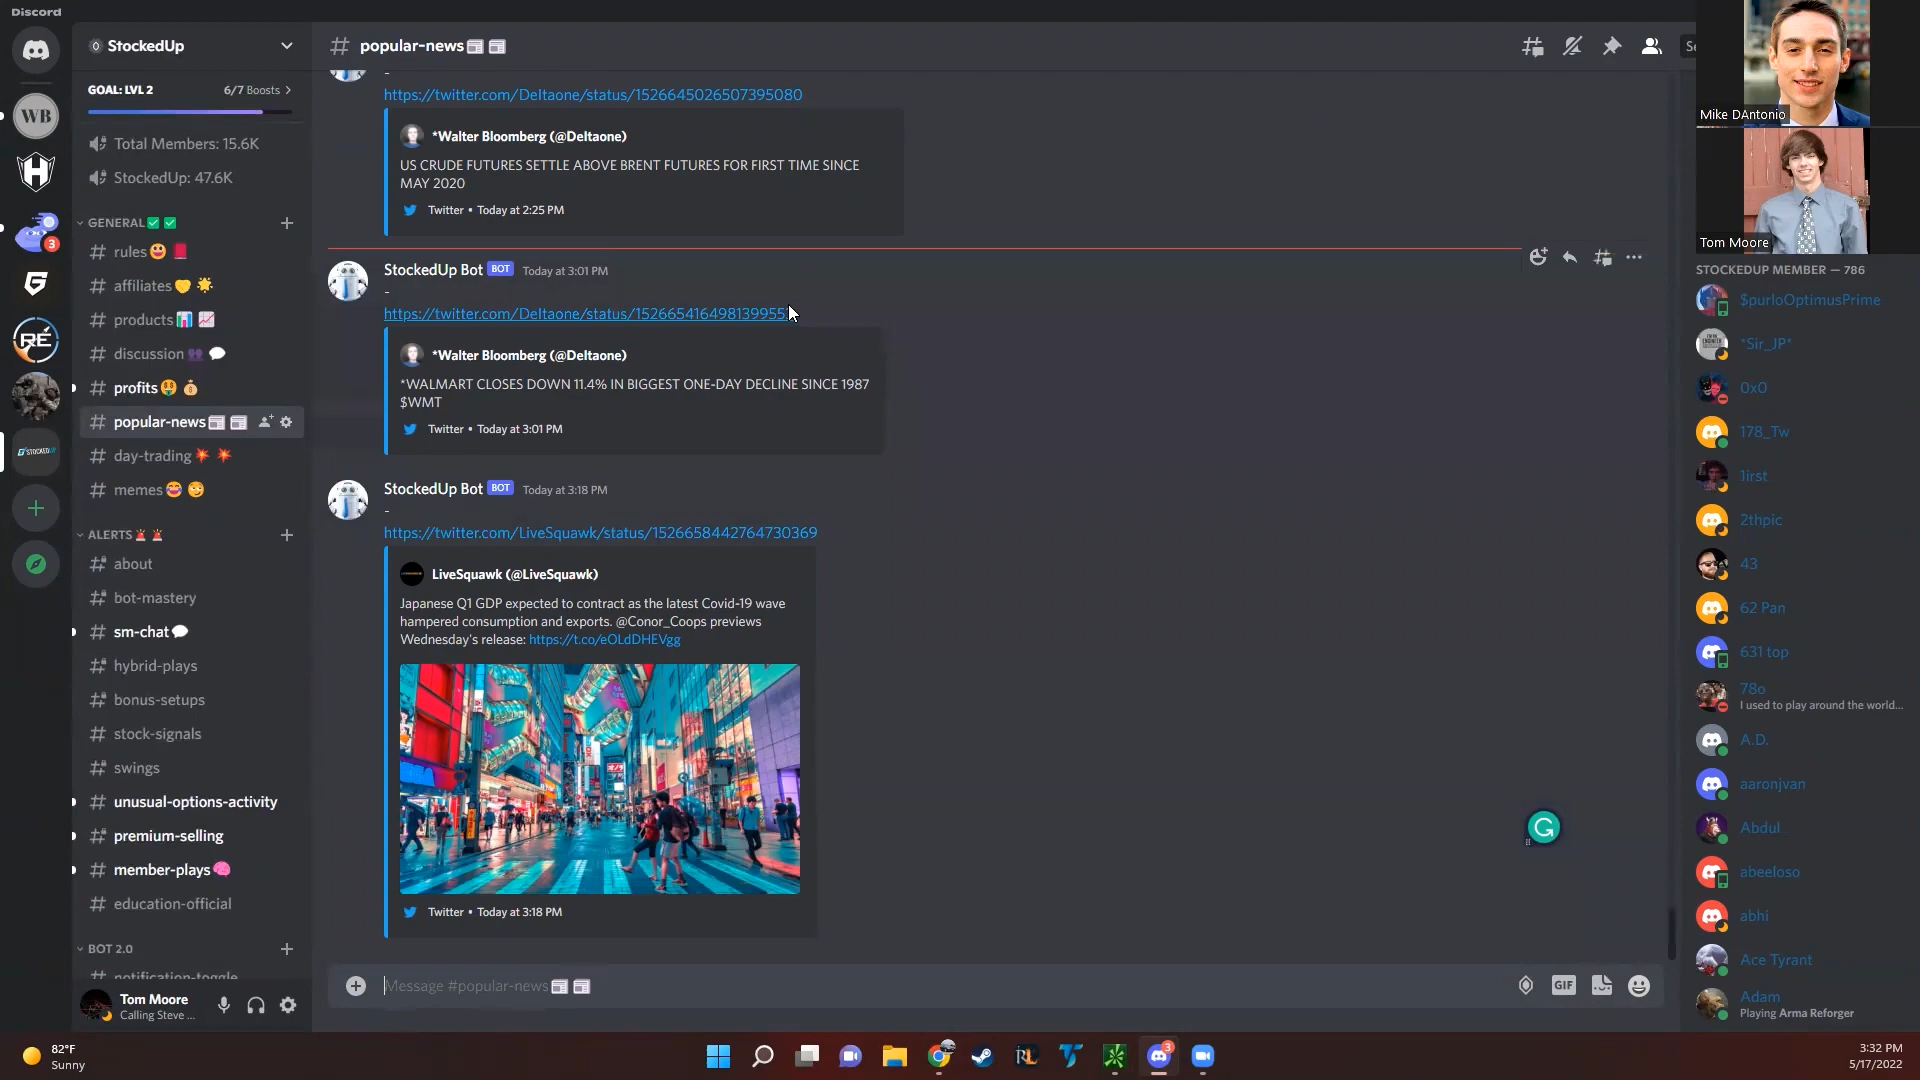 Discord
StockedUp
GOAL: LVL 2
6/7 Boosts
Total Members: 15.6K
StockedUp: 47.6K
GENERAL
rules
affiliates
products
discussion
profits
popular-news
day-trading
memes
ALERTS
about
bot-mastery
sm-chat
hybrid-plays
bonus-setups
stock-signals
swings
unusual-options-activity
premium-selling
member-plays
education-official
BOT 2.0
notification-toggle
Tom Moore
Calling Steve ...
WB
3
RE
STOCKEDUP
popular-news
-
https://twitter.com/Deltaone/status/1526645026507395080
*Walter Bloomberg (@Deltaone)
US CRUDE FUTURES SETTLE ABOVE BRENT FUTURES FOR FIRST TIME SINCE
MAY 2020
Twitter • Today at 2:25 PM
StockedUp Bot BOT Today at 3:01 PM
-
https://twitter.com/Deltaone/status/152665416498139955
*Walter Bloomberg (@Deltaone)
*WALMART CLOSES DOWN 11.4% IN BIGGEST ONE-DAY DECLINE SINCE 1987
$WMT
Twitter • Today at 3:01 PM
StockedUp Bot BOT Today at 3:18 PM
-
https://twitter.com/LiveSquawk/status/1526658442764730369
LiveSquawk (@LiveSquawk)
Japanese Q1 GDP expected to contract as the latest Covid-19 wave
hampered consumption and exports. @Conor_Coops previews
Wednesday's release: https://t.co/eOLdDHEVgg
Twitter • Today at 3:18 PM
Message #popular-news
GIF
Se
Mike DAntonio
Tom Moore
STOCKEDUP MEMBER — 786
$purloOptimusPrime
*Sir_JP*
0x0
178_Tw
1irst
2thpic
43
62 Pan
631 top
78o
I used to play around the world...
A.D.
aaronjvan
Abdul
abeeloso
abhi
Ace Tyrant
Adam
Playing Arma Reforger
82°F
Sunny
3
3:32 PM
5/17/2022